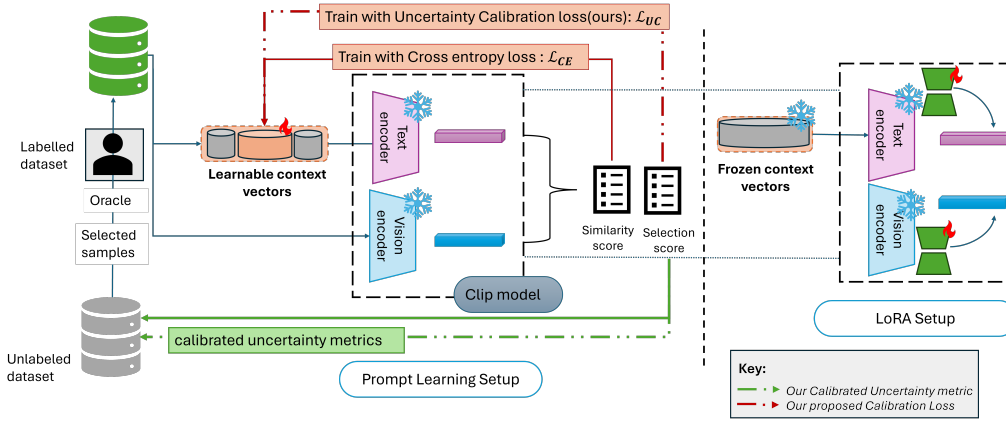 Train with Uncertainty Calibration loss(ours): ℒ_UC
Train with Cross entropy loss : ℒ_CE
Labelled
dataset
Oracle
Selected
samples
Unlabeled
dataset
Learnable context
vectors
Text
encoder
Vision
encoder
Clip model
Similarity
score
Selection
score
calibrated uncertainty metrics
Prompt Learning Setup
Frozen context
vectors
Text
encoder
Vision
encoder
LoRA Setup
Key:
Our Calibrated Uncertainty metric
Our proposed Calibration Loss